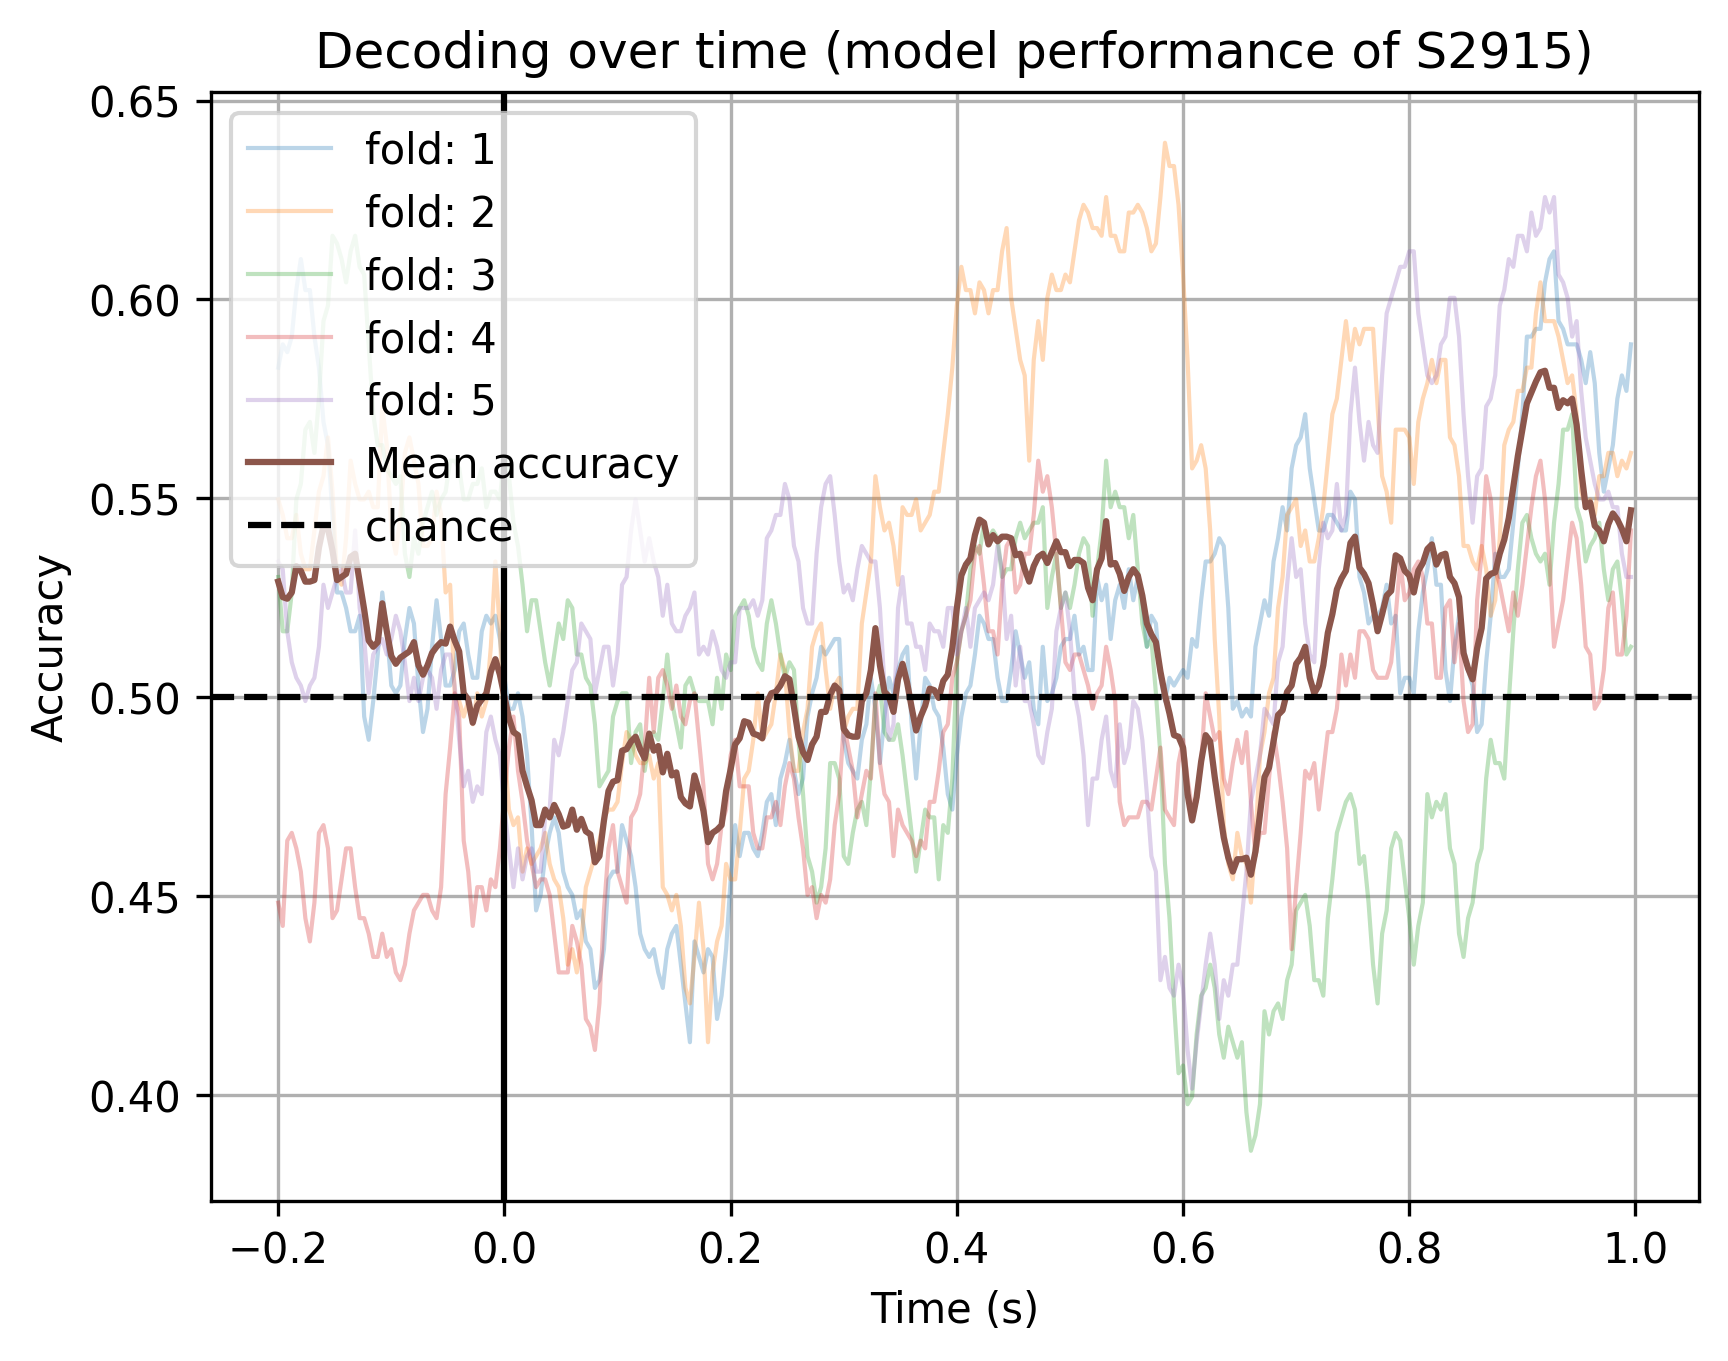 Decoding over time (model performance of S2915)
0.65
0.60
0.55
0.50
0.45
0.40
Accuracy
fold: 1
fold: 2
fold: 3
fold: 4
fold: 5
Mean accuracy
chance
−0.2 0.0 0.2 0.4 0.6 0.8 1.0
Time (s)